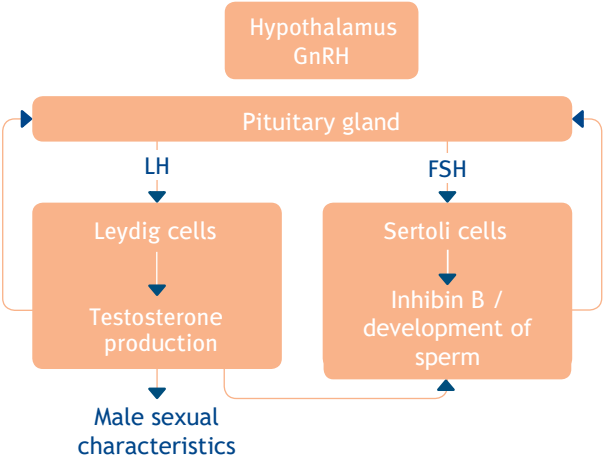 Hypothalamus
GnRH
Pituitary gland
LH
FSH
Leydig cells
Testosterone
production
Sertoli cells
Inhibin B /
development of
sperm
Male sexual
characteristics